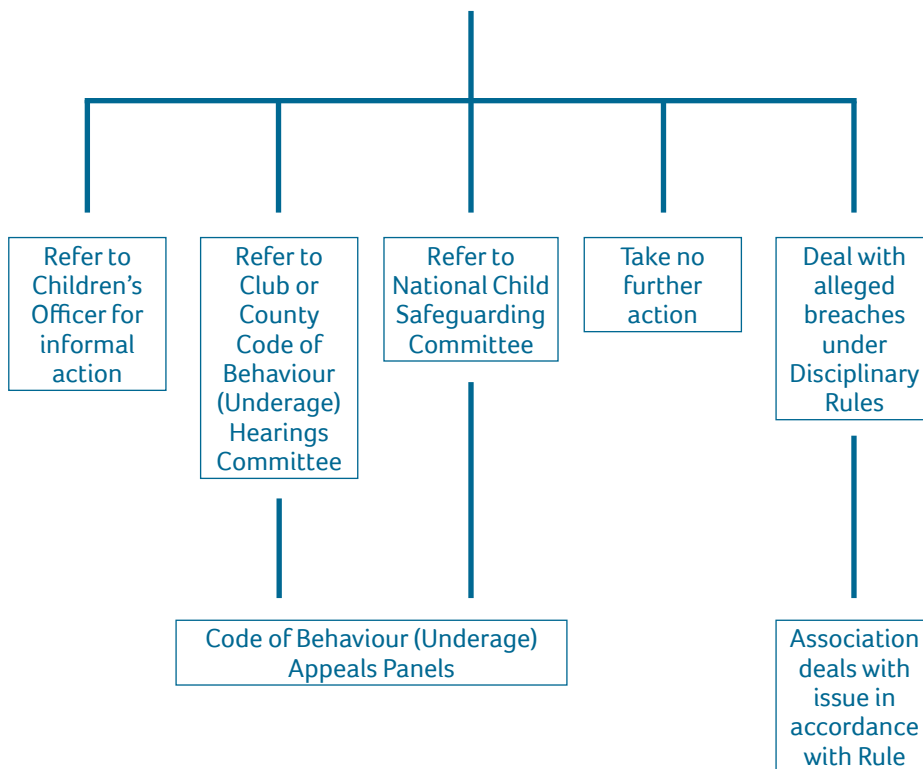 Refer to
Children’s
Officer for
informal
action
Refer to
Club or
County
Code of
Behaviour
(Underage)
Hearings
Committee
Refer to
National Child
Safeguarding
Committee
Take no
further
action
Deal with
alleged
breaches
under
Disciplinary
Rules
Code of Behaviour (Underage)
Appeals Panels
Association
deals with
issue in
accordance
with Rule